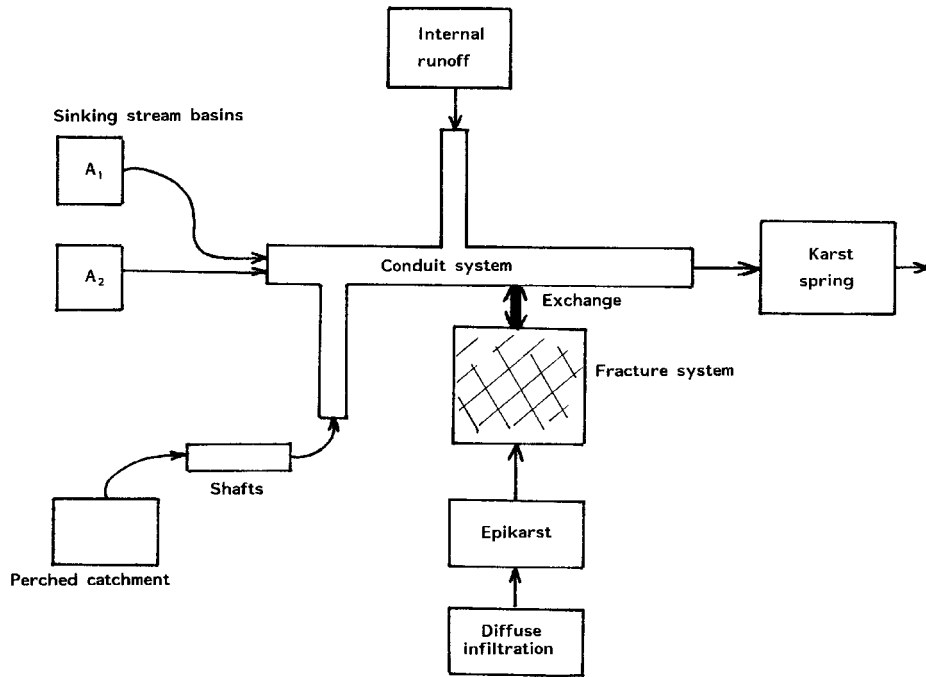 Internal
runoff
Sinking stream basins
A₁
A₂
Conduit system
Karst
spring
Exchange
Fracture system
Shafts
Perched catchment
Epikarst
Diffuse
infiltration